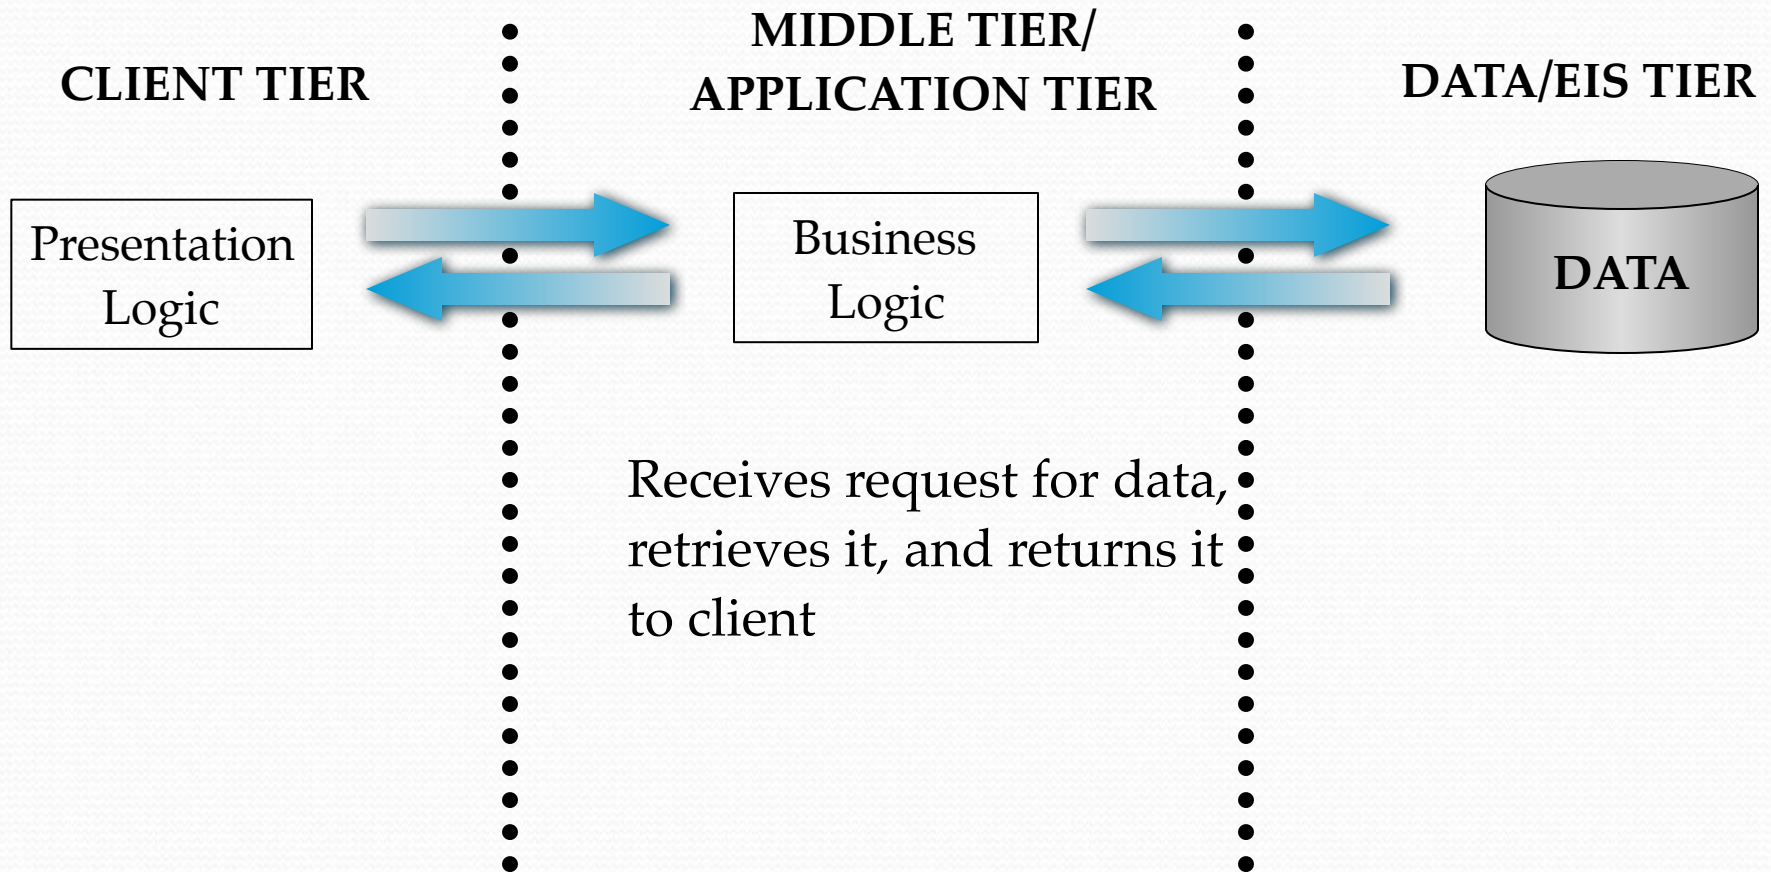 CLIENT TIER
MIDDLE TIER/
APPLICATION TIER
DATA/EIS TIER
Presentation
Logic
Business
Logic
DATA
Receives request for data,
retrieves it, and returns it
to client